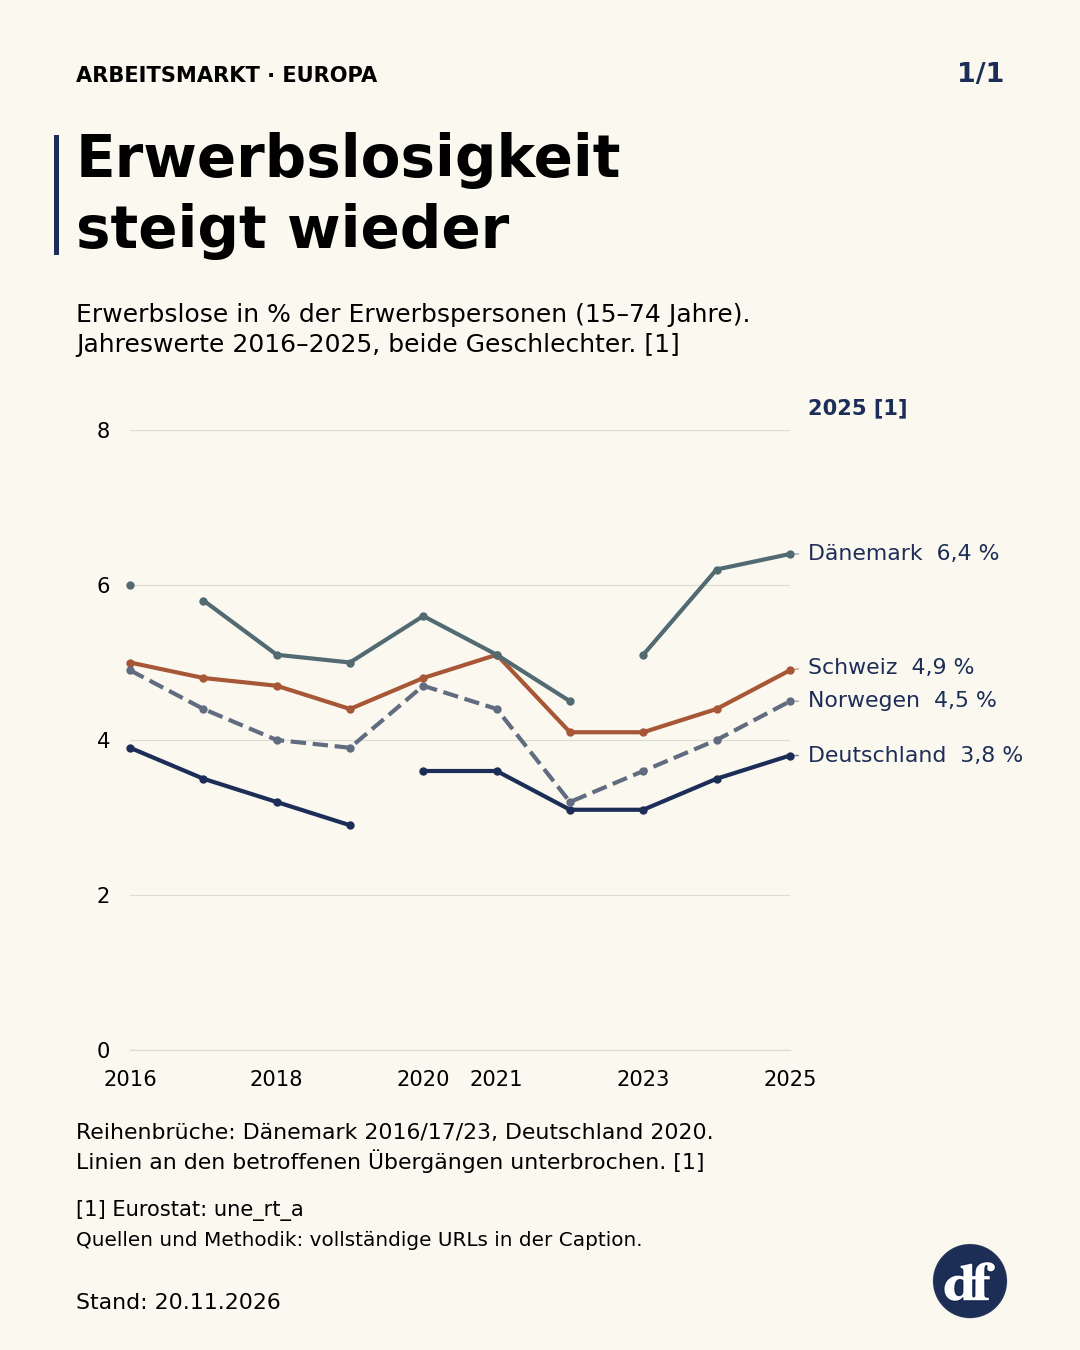 ARBEITSMARKT · EUROPA
1/1
Erwerbslosigkeit
steigt wieder
Erwerbslose in % der Erwerbspersonen (15–74 Jahre).
Jahreswerte 2016–2025, beide Geschlechter. [1]
2025 [1]
8
6
4
2
0
Dänemark 6,4 %
Schweiz 4,9 %
Norwegen 4,5 %
Deutschland 3,8 %
2016 2018 2020 2021 2023 2025
Reihenbrüche: Dänemark 2016/17/23, Deutschland 2020.
Linien an den betroffenen Übergängen unterbrochen. [1]
[1] Eurostat: une_rt_a
Quellen und Methodik: vollständige URLs in der Caption.
Stand: 20.11.2026
df